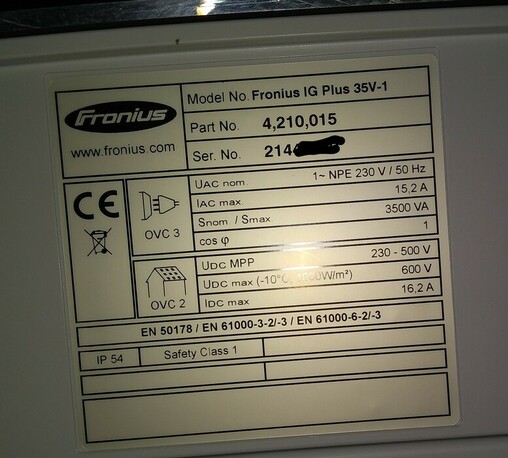 Fronius
www.fronius.com
Model No. Fronius IG Plus 35V-1
Part No. 4,210,015
Ser. No. 214
CE
OVC 3
UAC nom. 1~ NPE 230 V / 50 Hz
IAC max. 15,2 A
Snom / Smax 3500 VA
cos φ 1
OVC 2
UDC MPP 230 - 500 V
UDC max (-10°C, 1000W/m²) 600 V
IDC max 16,2 A
EN 50178 / EN 61000-3-2/-3 / EN 61000-6-2/-3
IP 54 Safety Class 1